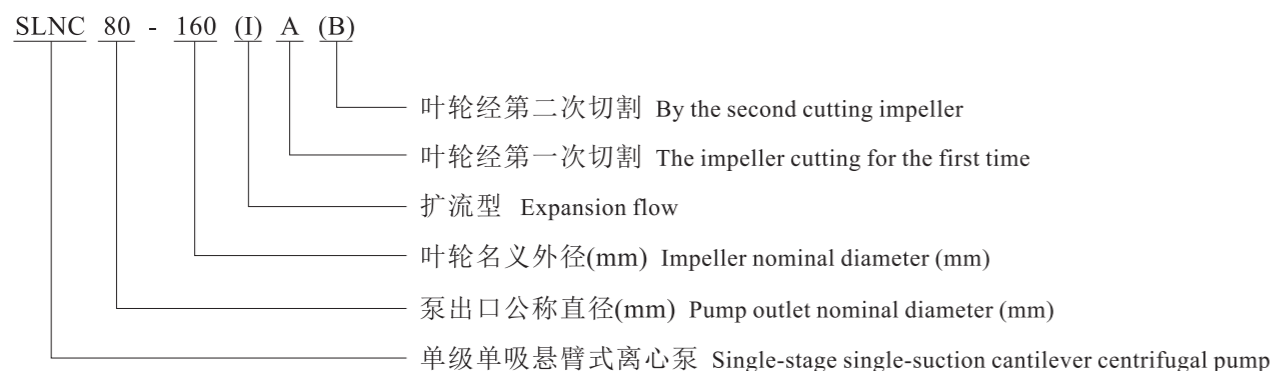 SLNC 80 - 160 (I) A (B)
叶轮经第二次切割 By the second cutting impeller
叶轮经第一次切割 The impeller cutting for the first time
扩流型 Expansion flow
叶轮名义外径(mm) Impeller nominal diameter (mm)
泵出口公称直径(mm) Pump outlet nominal diameter (mm)
单级单吸悬臂式离心泵 Single-stage single-suction cantilever centrifugal pump